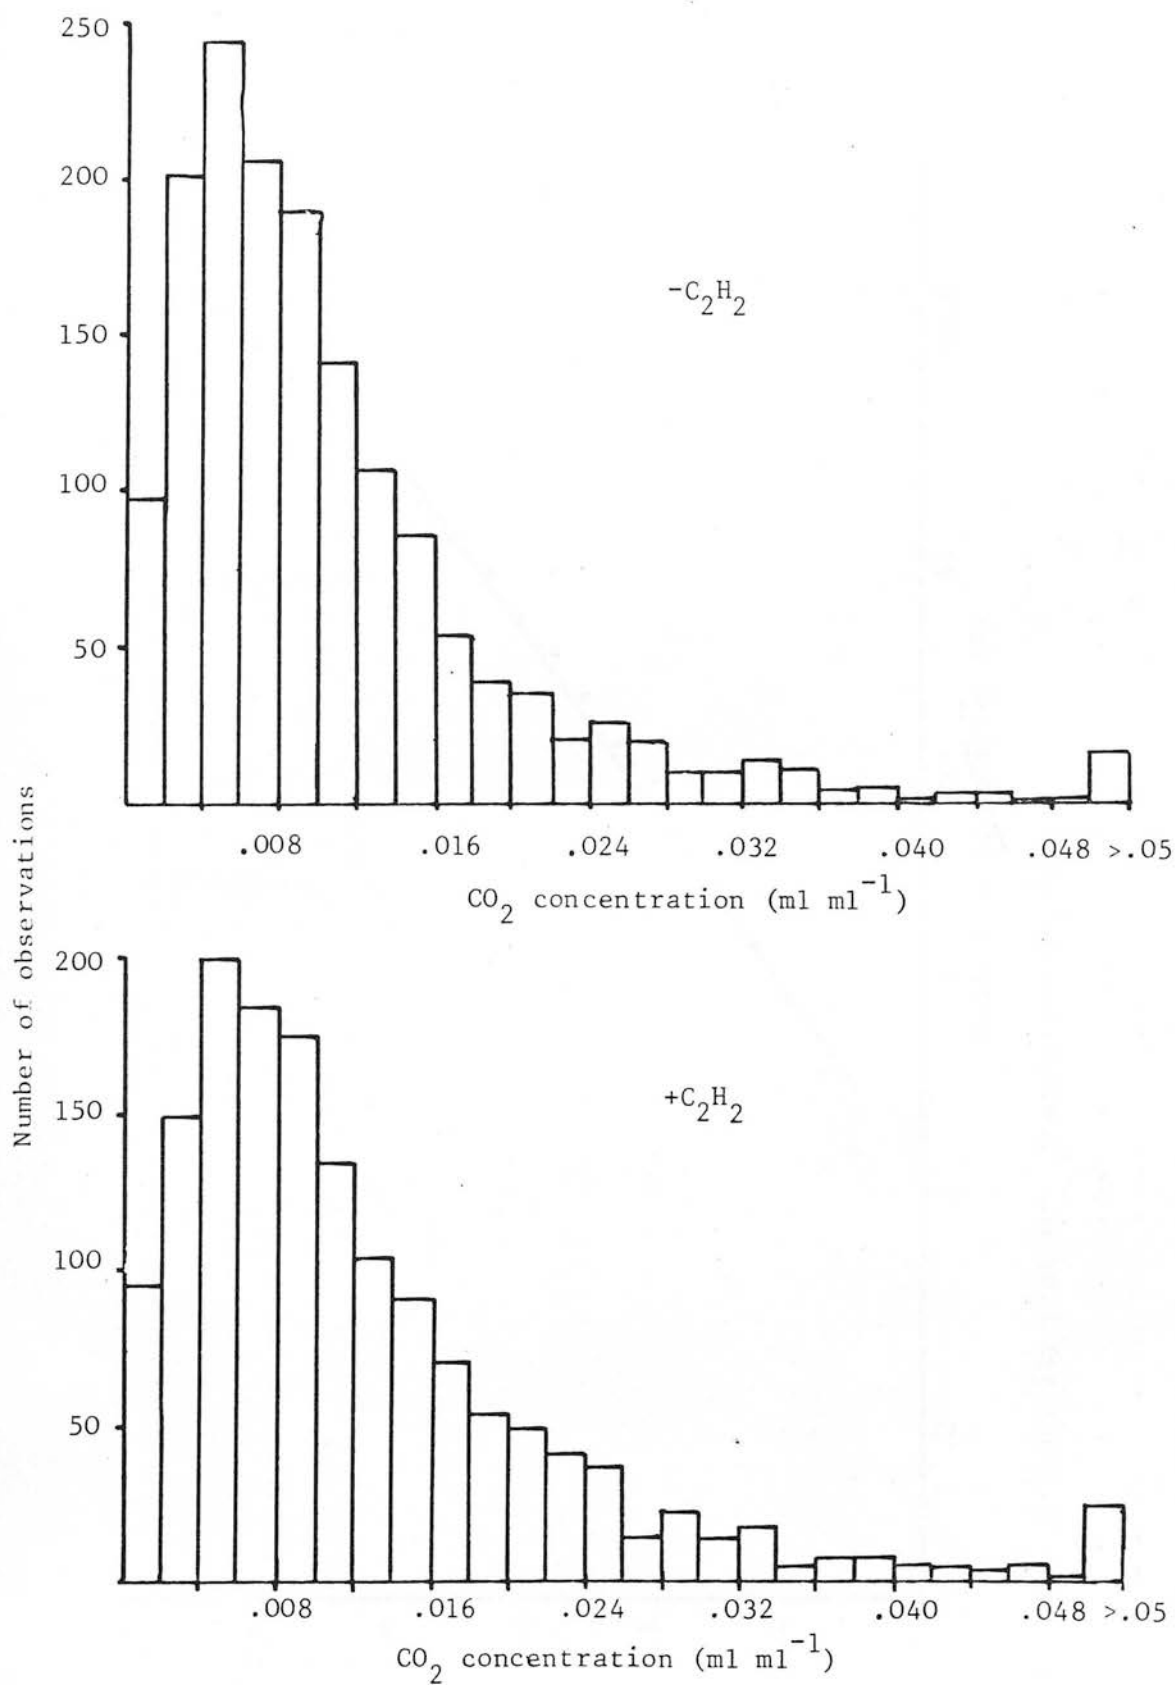 250
200
150
100
50
-C₂H₂
.008 .016 .024 .032 .040 .048 >.05
CO₂ concentration (ml ml⁻¹)
Number of observations
200
150
100
50
+C₂H₂
.008 .016 .024 .032 .040 .048 >.05
CO₂ concentration (ml ml⁻¹)